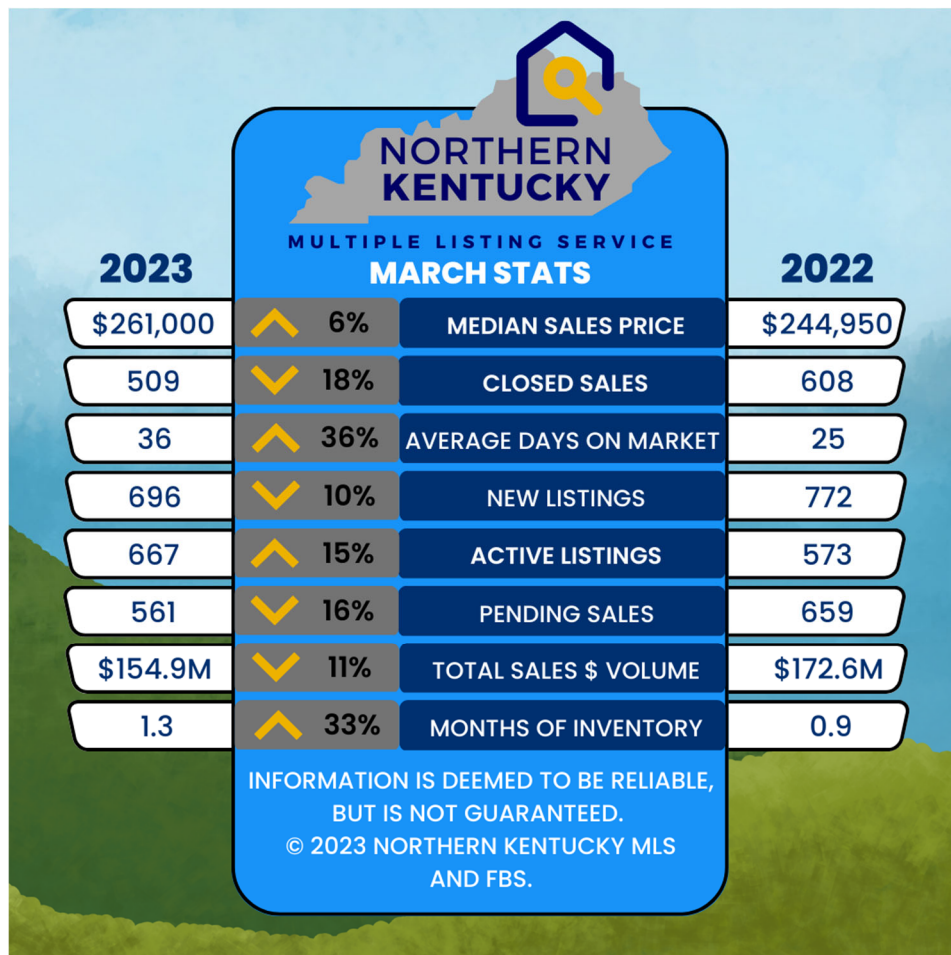 NORTHERN
KENTUCKY
MULTIPLE LISTING SERVICE
2023 MARCH STATS 2022
$261,000 6% MEDIAN SALES PRICE $244,950
509 18% CLOSED SALES 608
36 36% AVERAGE DAYS ON MARKET 25
696 10% NEW LISTINGS 772
667 15% ACTIVE LISTINGS 573
561 16% PENDING SALES 659
$154.9M 11% TOTAL SALES $ VOLUME $172.6M
1.3 33% MONTHS OF INVENTORY 0.9
INFORMATION IS DEEMED TO BE RELIABLE,
BUT IS NOT GUARANTEED.
© 2023 NORTHERN KENTUCKY MLS
AND FBS.